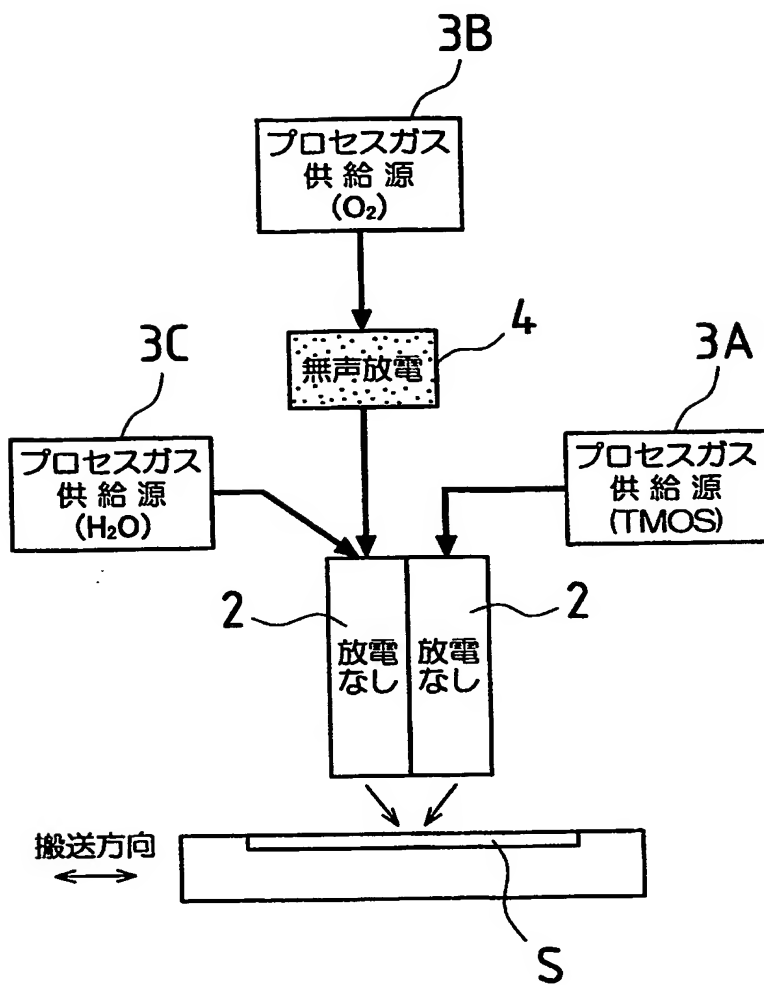 3B
プロセスガス
供給源
(O₂)
4
無声放電
3C
3A
プロセスガス
供給源
(H₂O)
プロセスガス
供給源
(TMOS)
2
2
放電
なし
放電
なし
搬送方向
S